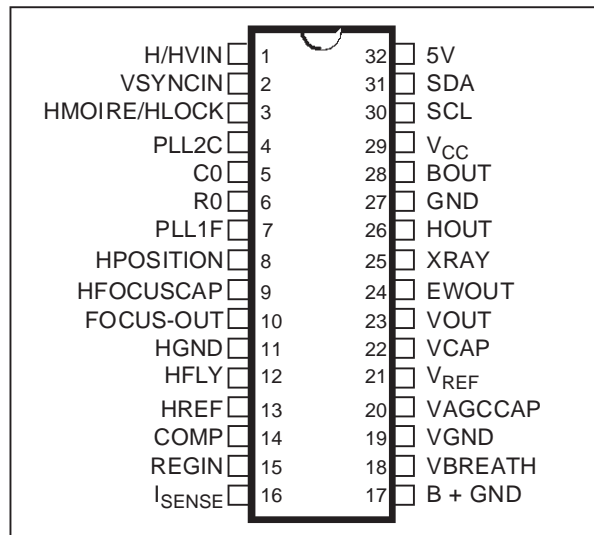 H/HVIN 1 32 5V
VSYNCIN 2 31 SDA
HMOIRE/HLOCK 3 30 SCL
PLL2C 4 29 VCC
C0 5 28 BOUT
R0 6 27 GND
PLL1F 7 26 HOUT
HPOSITION 8 25 XRAY
HFOCUSCAP 9 24 EWOUT
FOCUS-OUT 10 23 VOUT
HGND 11 22 VCAP
HFLY 12 21 VREF
HREF 13 20 VAGCCAP
COMP 14 19 VGND
REGIN 15 18 VBREATH
ISENSE 16 17 B + GND